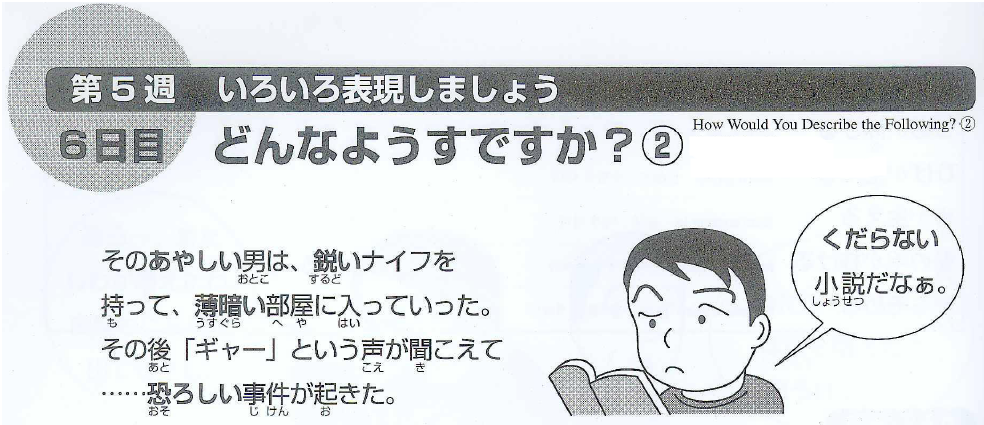 第5週 いろいろ表現しましょう
6日目 どんなようすですか？②
How Would You Describe the Following? ②
そのあやしい男は、鋭いナイフを
おとこ するど
持って、薄暗い部屋に入っていった。
も うすぐら へ や はい
その後「ギャー」という声が聞こえて
あと こえ き
……恐ろしい事件が起きた。
おそ じ けん お
くだらない
小説だなぁ。
しょうせつ